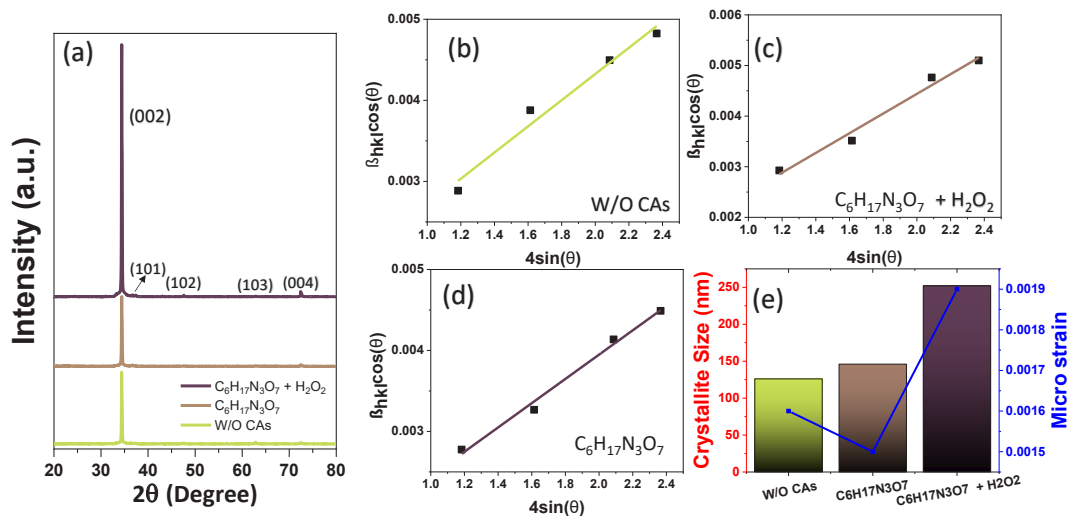 (a)
Intensity (a.u.)
(002)
(101)
(102)
(103)
(004)
C₆H₁₇N₃O₇ + H₂O₂
C₆H₁₇N₃O₇
W/O CAs
20 30 40 50 60 70 80
2θ (Degree)
(b)
ßhklcos(θ)
0.005
0.004
0.003
W/O CAs
1.0 1.2 1.4 1.6 1.8 2.0 2.2 2.4
4sin(θ)
(c)
ßhklcos(θ)
0.006
0.005
0.004
0.003
0.002
C₆H₁₇N₃O₇ + H₂O₂
1.0 1.2 1.4 1.6 1.8 2.0 2.2 2.4
4sin(θ)
(d)
ßhklcos(θ)
0.005
0.004
0.003
C₆H₁₇N₃O₇
1.0 1.2 1.4 1.6 1.8 2.0 2.2 2.4
4sin(θ)
(e)
Crystallite Size (nm)
250
200
150
100
50
0
W/O CAs
C6H17N3O7
C6H17N3O7 + H2O2
0.0019
0.0018
0.0017
0.0016
0.0015
Micro strain